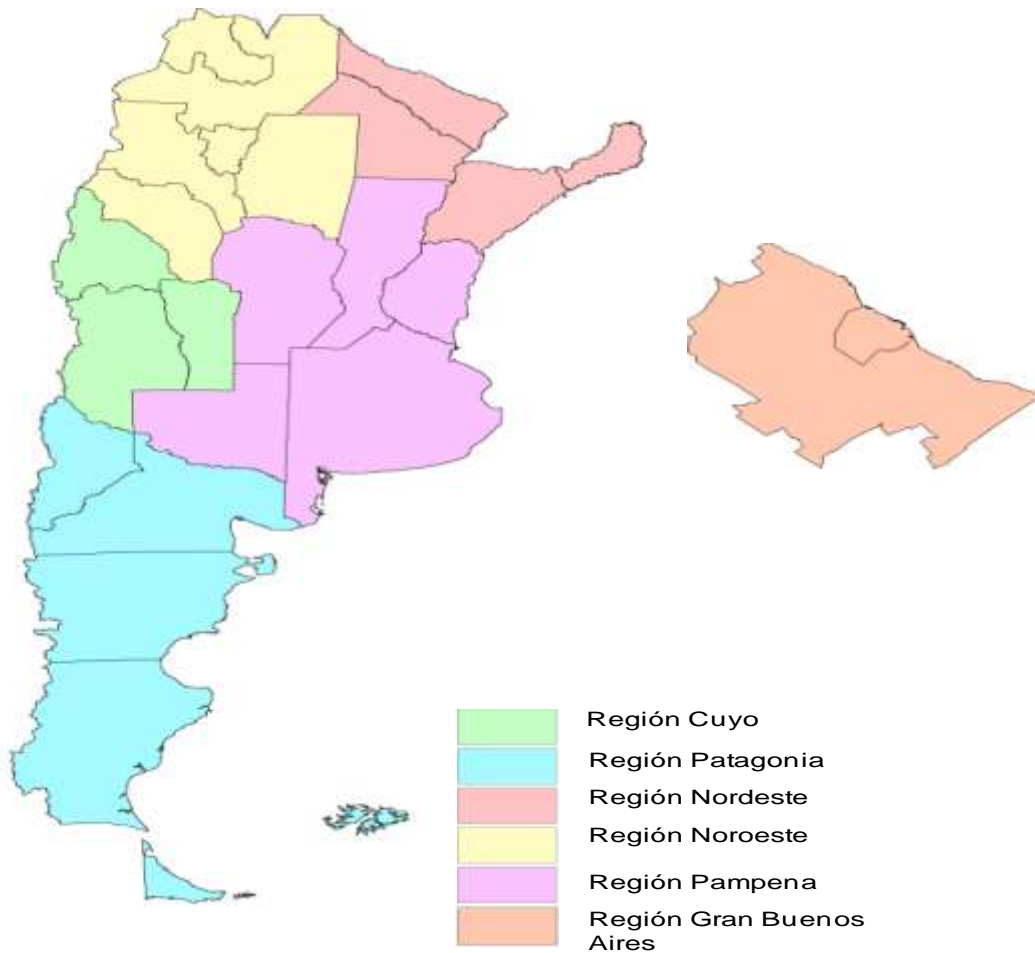 Región Cuyo
Región Patagonia
Región Nordeste
Región Noroeste
Región Pampena
Región Gran Buenos
Aires